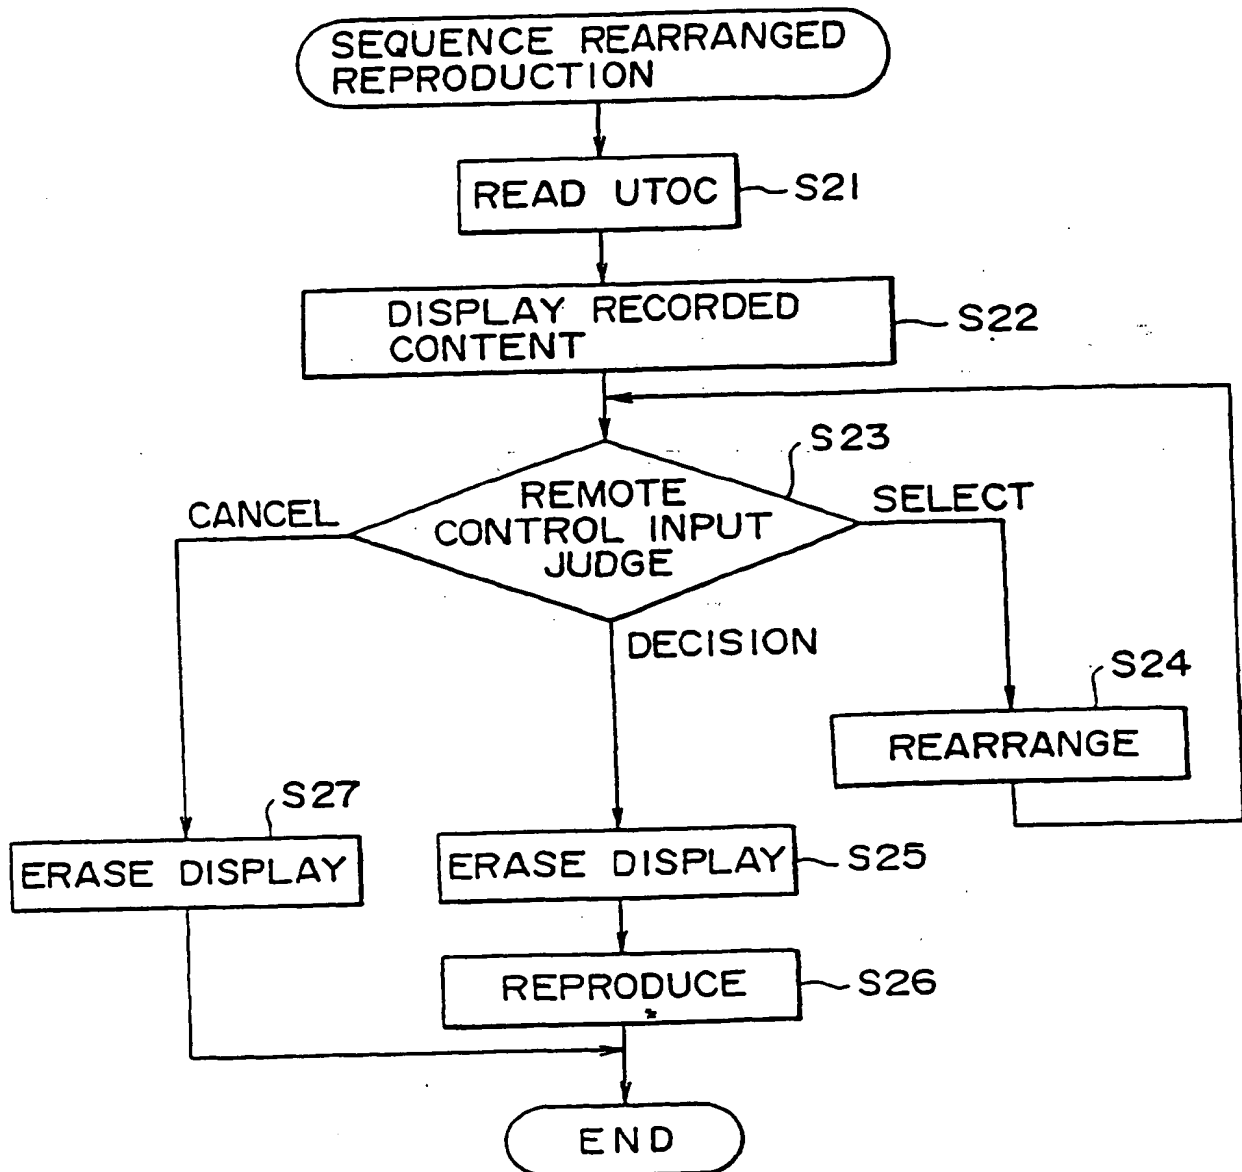 SEQUENCE REARRANGED
REPRODUCTION
READ UTOC
S21
DISPLAY RECORDED
CONTENT
S22
S23
REMOTE
CONTROL INPUT
JUDGE
CANCEL
SELECT
DECISION
S24
REARRANGE
S27
ERASE DISPLAY
ERASE DISPLAY
S25
REPRODUCE
S26
END